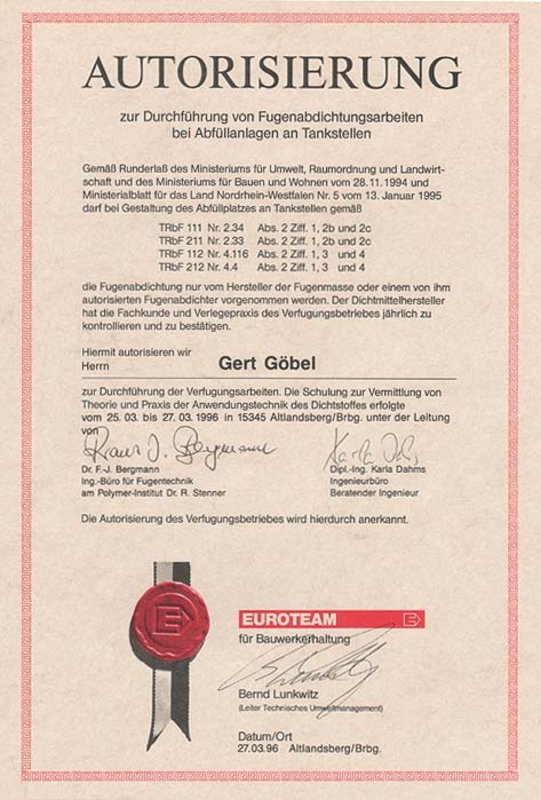 AUTORISIERUNG
zur Durchführung von Fugenabdichtungsarbeiten
bei Abfüllanlagen an Tankstellen
Gemäß Runderlaß des Ministeriums für Umwelt, Raumordnung und Landwirt-
schaft und des Ministeriums für Bauen und Wohnen vom 28.11.1994 und
Ministerialblatt für das Land Nordrhein-Westfalen Nr. 5 vom 13. Januar 1995
darf bei Gestaltung des Abfüllplatzes an Tankstellen gemäß
TRbF 111 Nr. 2.34 Abs. 2 Ziff. 1, 2b und 2c
TRbF 211 Nr. 2.33 Abs. 2 Ziff. 1, 2b und 2c
TRbF 112 Nr. 4.116 Abs. 2 Ziff. 1, 3 und 4
TRbF 212 Nr. 4.4 Abs. 2 Ziff. 1, 3 und 4
die Fugenabdichtung nur vom Hersteller der Fugenmasse oder einem von ihm
autorisierten Fugenabdichter vorgenommen werden. Der Dichtmittelhersteller
hat die Fachkunde und Verlegepraxis des Verfugungsbetriebes jährlich zu
kontrollieren und zu bestätigen.
Hiermit autorisieren wir
Herrn Gert Göbel
zur Durchführung der Verfugungsarbeiten. Die Schulung zur Vermittlung von
Theorie und Praxis der Anwendungstechnik des Dichtstoffes erfolgte
vom 25. 03. bis 27. 03. 1996 in 15345 Altlandsberg/Brbg. unter der Leitung
von
Dr. F.-J. Bergmann Dipl.-Ing. Karla Dahms
Ing.-Büro für Fugentechnik Ingenieurbüro
am Polymer-Institut Dr. R. Stenner Beratender Ingenieur
Die Autorisierung des Verfugungsbetriebes wird hierdurch anerkannt.
EUROTEAM
für Bauwerkerhaltung
Bernd Lunkwitz
(Leiter Technisches Umweltmanagement)
Datum/Ort
27.03.96 Altlandsberg/Brbg.